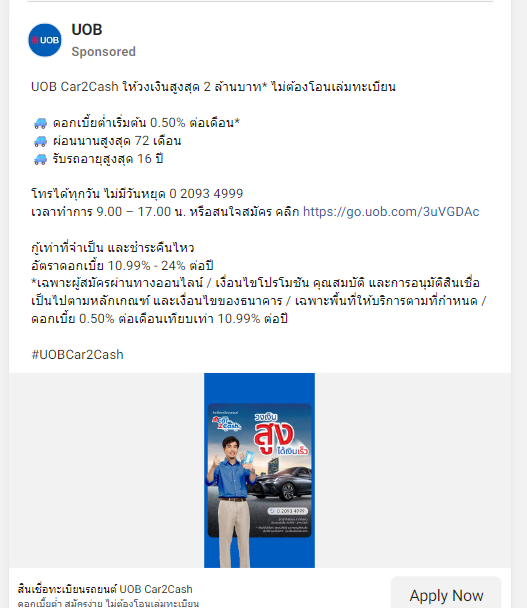 UOB
UOB
Sponsored
UOB Car2Cash ให้วงเงินสูงสุด 2 ล้านบาท* ไม่ต้องโอนเล่มทะเบียน
🚙 ดอกเบี้ยต่ำเริ่มต้น 0.50% ต่อเดือน*
🚙 ผ่อนนานสูงสุด 72 เดือน
🚙 รับรถอายุสูงสุด 16 ปี
โทรได้ทุกวัน ไม่มีวันหยุด 0 2093 4999
เวลาทำการ 9.00 – 17.00 น. หรือสนใจสมัคร คลิก https://go.uob.com/3uVGDAc
กู้เท่าที่จำเป็น และชำระคืนไหว
อัตราดอกเบี้ย 10.99% - 24% ต่อปี
*เฉพาะผู้สมัครผ่านทางออนไลน์ / เงื่อนไขโปรโมชัน คุณสมบัติ และการอนุมัติสินเชื่อ
เป็นไปตามหลักเกณฑ์ และเงื่อนไขของธนาคาร / เฉพาะพื้นที่ให้บริการตามที่กำหนด /
ดอกเบี้ย 0.50% ต่อเดือนเทียบเท่า 10.99% ต่อปี
#UOBCar2Cash
วงเงิน
สูง
ได้เงินเร็ว
0 2093 4999
สินเชื่อทะเบียนรถยนต์ UOB Car2Cash
ดอกเบี้ยต่ำ สมัครง่าย ไม่ต้องโอนเล่มทะเบียน
Apply Now